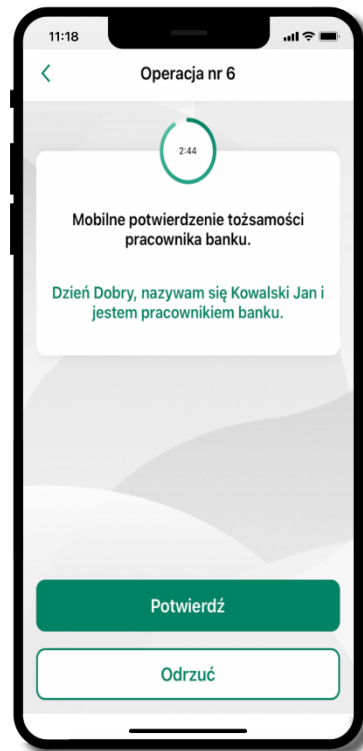 11:18
Operacja nr 6
2:44
Mobilne potwierdzenie tożsamości
pracownika banku.
Dzień Dobry, nazywam się Kowalski Jan i
jestem pracownikiem banku.
Potwierdź
Odrzuć